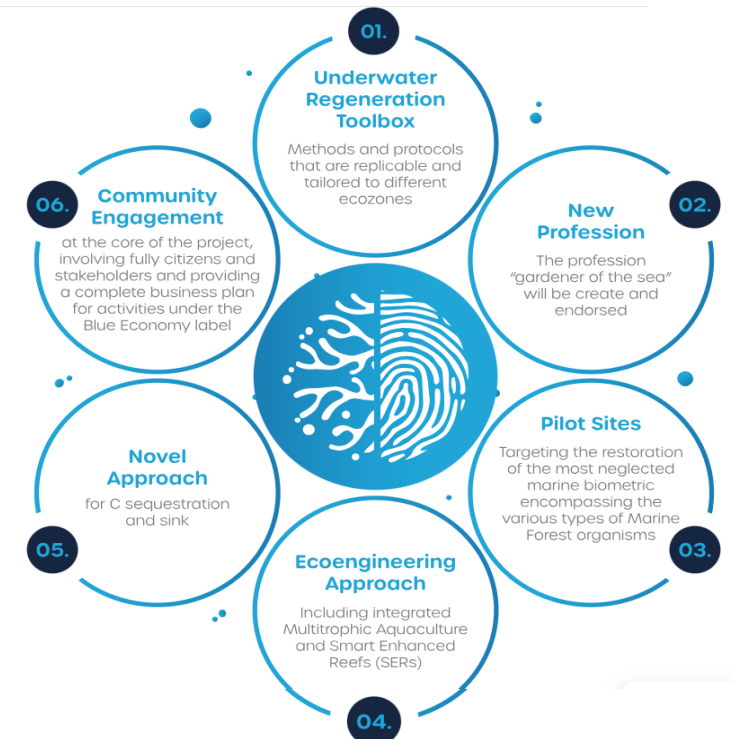 01.
Underwater
Regeneration
Toolbox
Methods and protocols
that are replicable and
tailored to different
ecozones
02.
New
Profession
The profession
“gardener of the sea”
will be create and
endorsed
03.
Pilot Sites
Targeting the restoration
of the most neglected
marine biometric
encompassing the
various types of Marine
Forest organisms
04.
Ecoengineering
Approach
Including integrated
Multitrophic Aquaculture
and Smart Enhanced
Reefs (SERs)
05.
Novel
Approach
for C sequestration
and sink
06.
Community
Engagement
at the core of the project,
involving fully citizens and
stakeholders and providing
a complete business plan
for activities under the
Blue Economy label